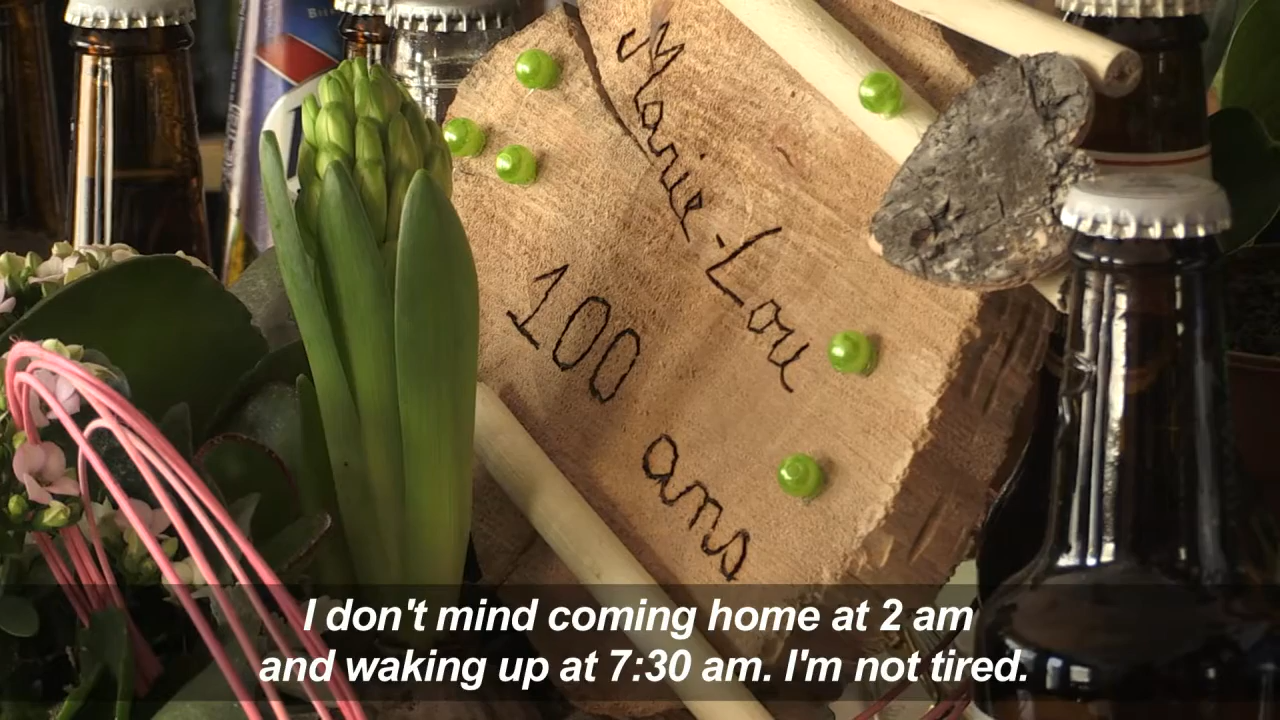 Marie-Lou
100
ans
I don't mind coming home at 2 am
and waking up at 7:30 am. I'm not tired.